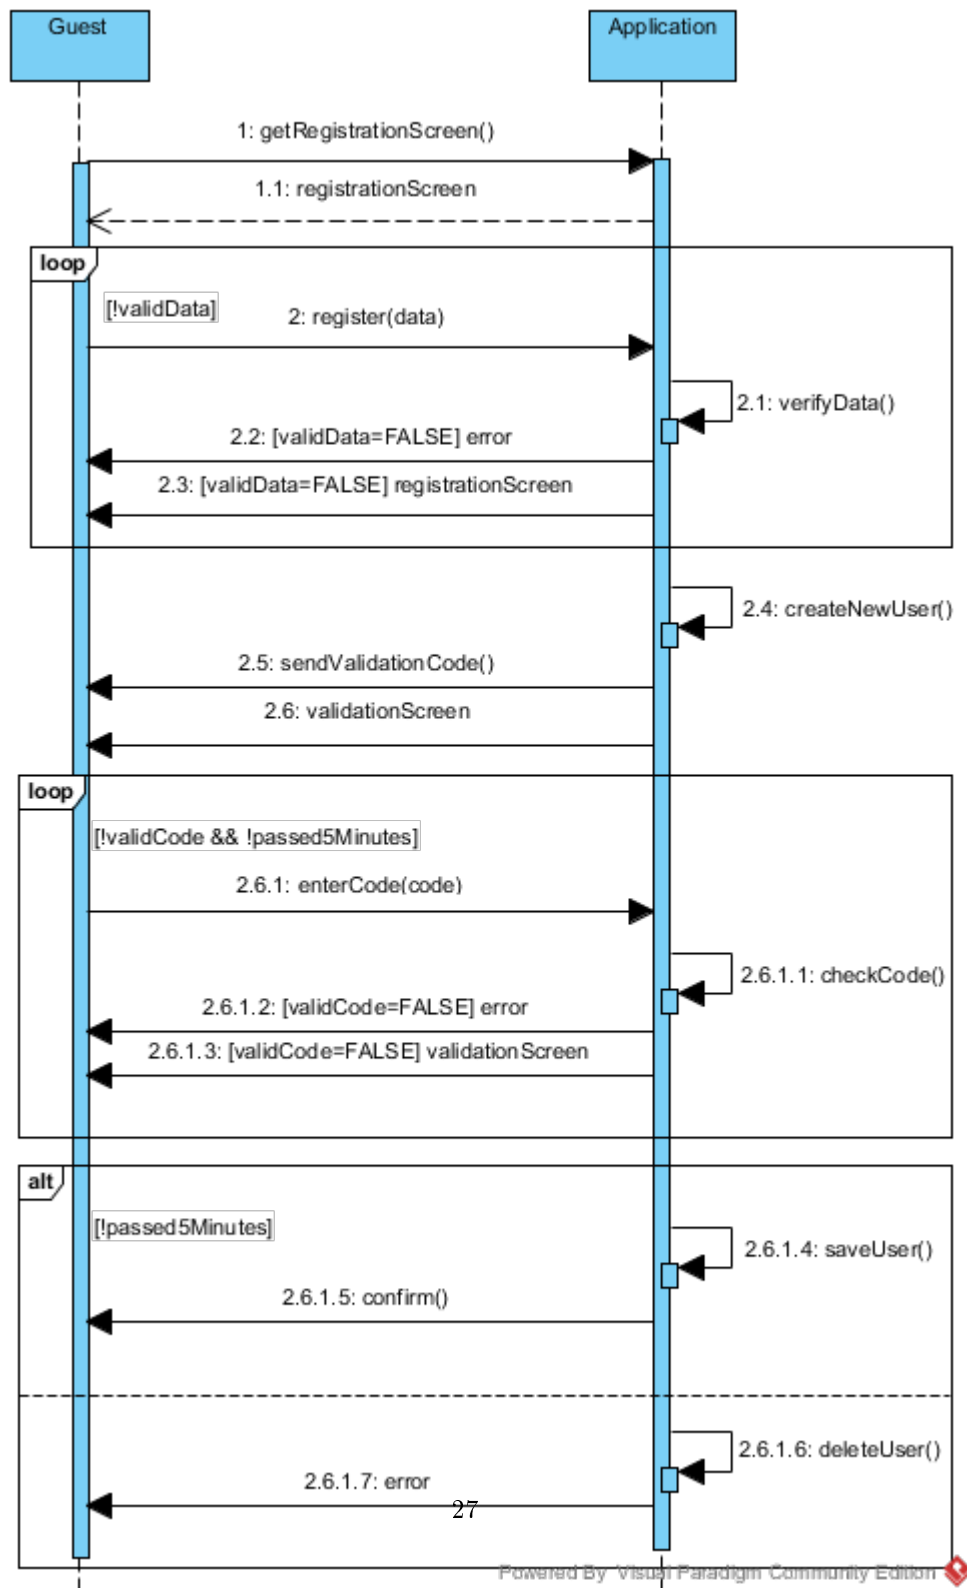 Guest
Application
1: getRegistrationScreen()
1.1: registrationScreen
loop
[!validData]
2: register(data)
2.1: verifyData()
2.2: [validData=FALSE] error
2.3: [validData=FALSE] registrationScreen
2.4: createNewUser()
2.5: sendValidationCode()
2.6: validationScreen
loop
[!validCode && !passed5Minutes]
2.6.1: enterCode(code)
2.6.1.1: checkCode()
2.6.1.2: [validCode=FALSE] error
2.6.1.3: [validCode=FALSE] validationScreen
alt
[!passed5Minutes]
2.6.1.4: saveUser()
2.6.1.5: confirm()
2.6.1.6: deleteUser()
2.6.1.7: error
27
Powered By Visual Paradigm Community Edition